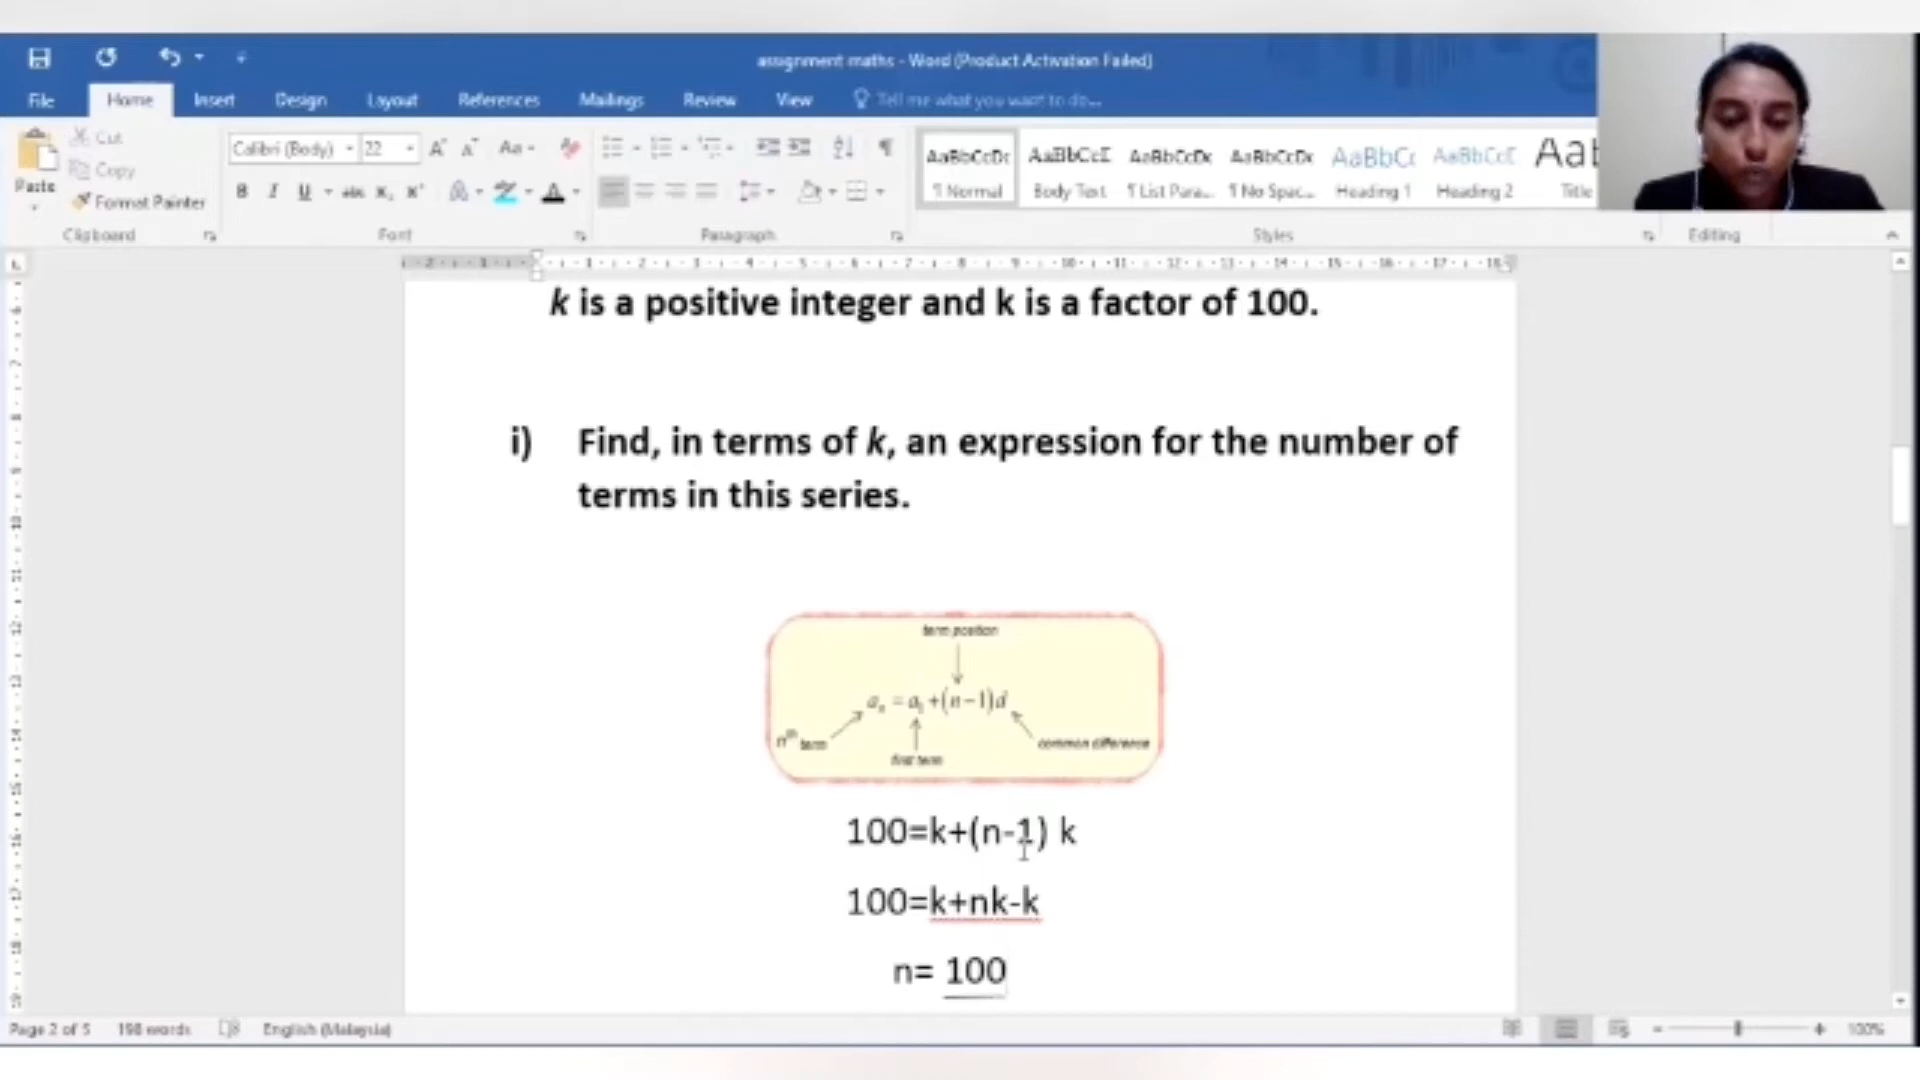 assignment maths - Word (Product Activation Failed)
File Home Insert Design Layout References Mailings Review View Tell me what you want to do...
Cut
Copy
Paste
Format Painter
Calibri (Body) 22
AaBbCcDc AaBbCcD AaBbCcDc AaBbCcDc AaBbCc AaBbCcD Aa
¶ Normal Body Text ¶ List Para... ¶ No Spac... Heading 1 Heading 2 Title
Clipboard Font Paragraph Styles Editing
k is a positive integer and k is a factor of 100.
i) Find, in terms of k, an expression for the number of
terms in this series.
term position
aₙ = a₁ +(n−1)d
nth term
common difference
first term
100=k+(n-1) k
100=k+nk-k
n= 100
Page 2 of 5 198 words English (Malaysia) 100%